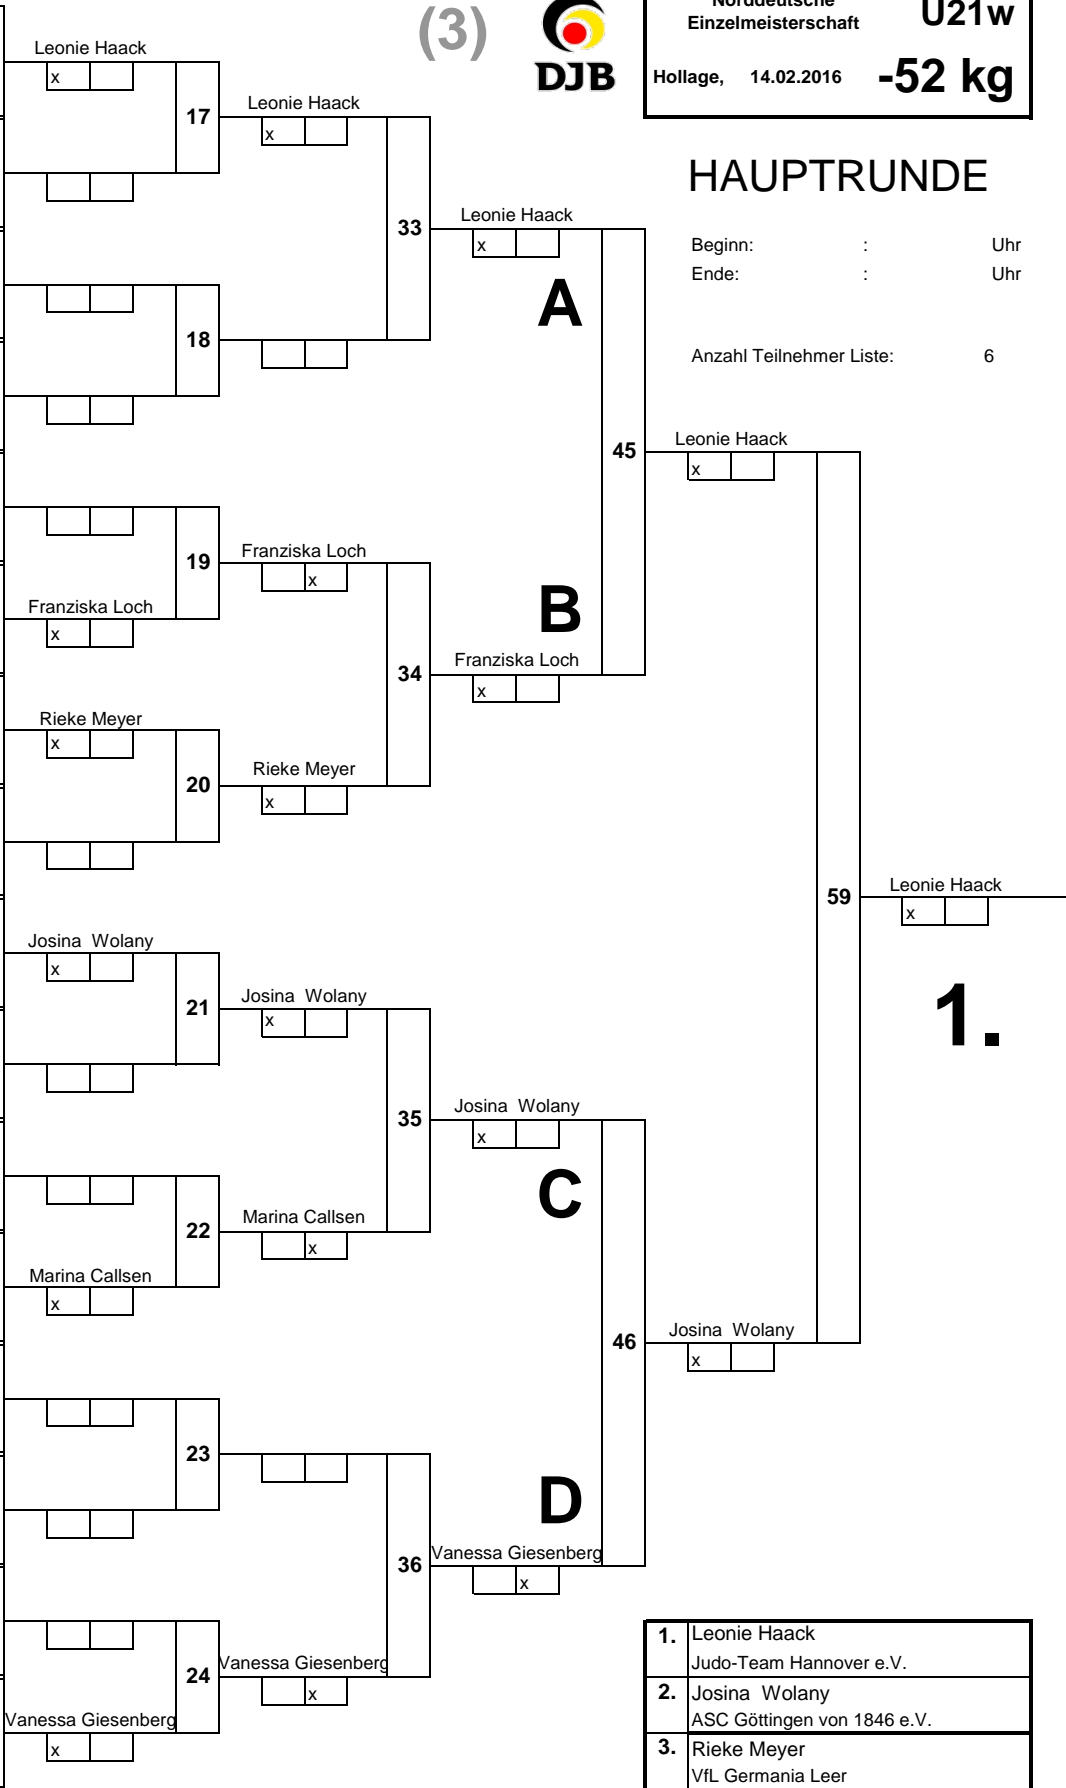 (3)
DJB
Norddeutsche
Einzelmeisterschaft
U21w
Hollage, 14.02.2016 -52 kg
HAUPTRUNDE
Beginn: : Uhr
Ende: : Uhr
Anzahl Teilnehmer Liste: 6
Leonie Haack
x
17
Leonie Haack
x
33
Leonie Haack
x
A
18
45
Leonie Haack
x
19
Franziska Loch
x
Franziska Loch
x
B
34
Franziska Loch
x
Rieke Meyer
x
20
Rieke Meyer
x
59
Leonie Haack
x
1.
Josina Wolany
x
21
Josina Wolany
x
35
Josina Wolany
x
C
22
Marina Callsen
x
Marina Callsen
x
46
Josina Wolany
x
23
D
36
Vanessa Giesenberg
x
24
Vanessa Giesenberg
x
Vanessa Giesenberg
x
1. Leonie Haack
Judo-Team Hannover e.V.
2. Josina Wolany
ASC Göttingen von 1846 e.V.
3. Rieke Meyer
VfL Germania Leer